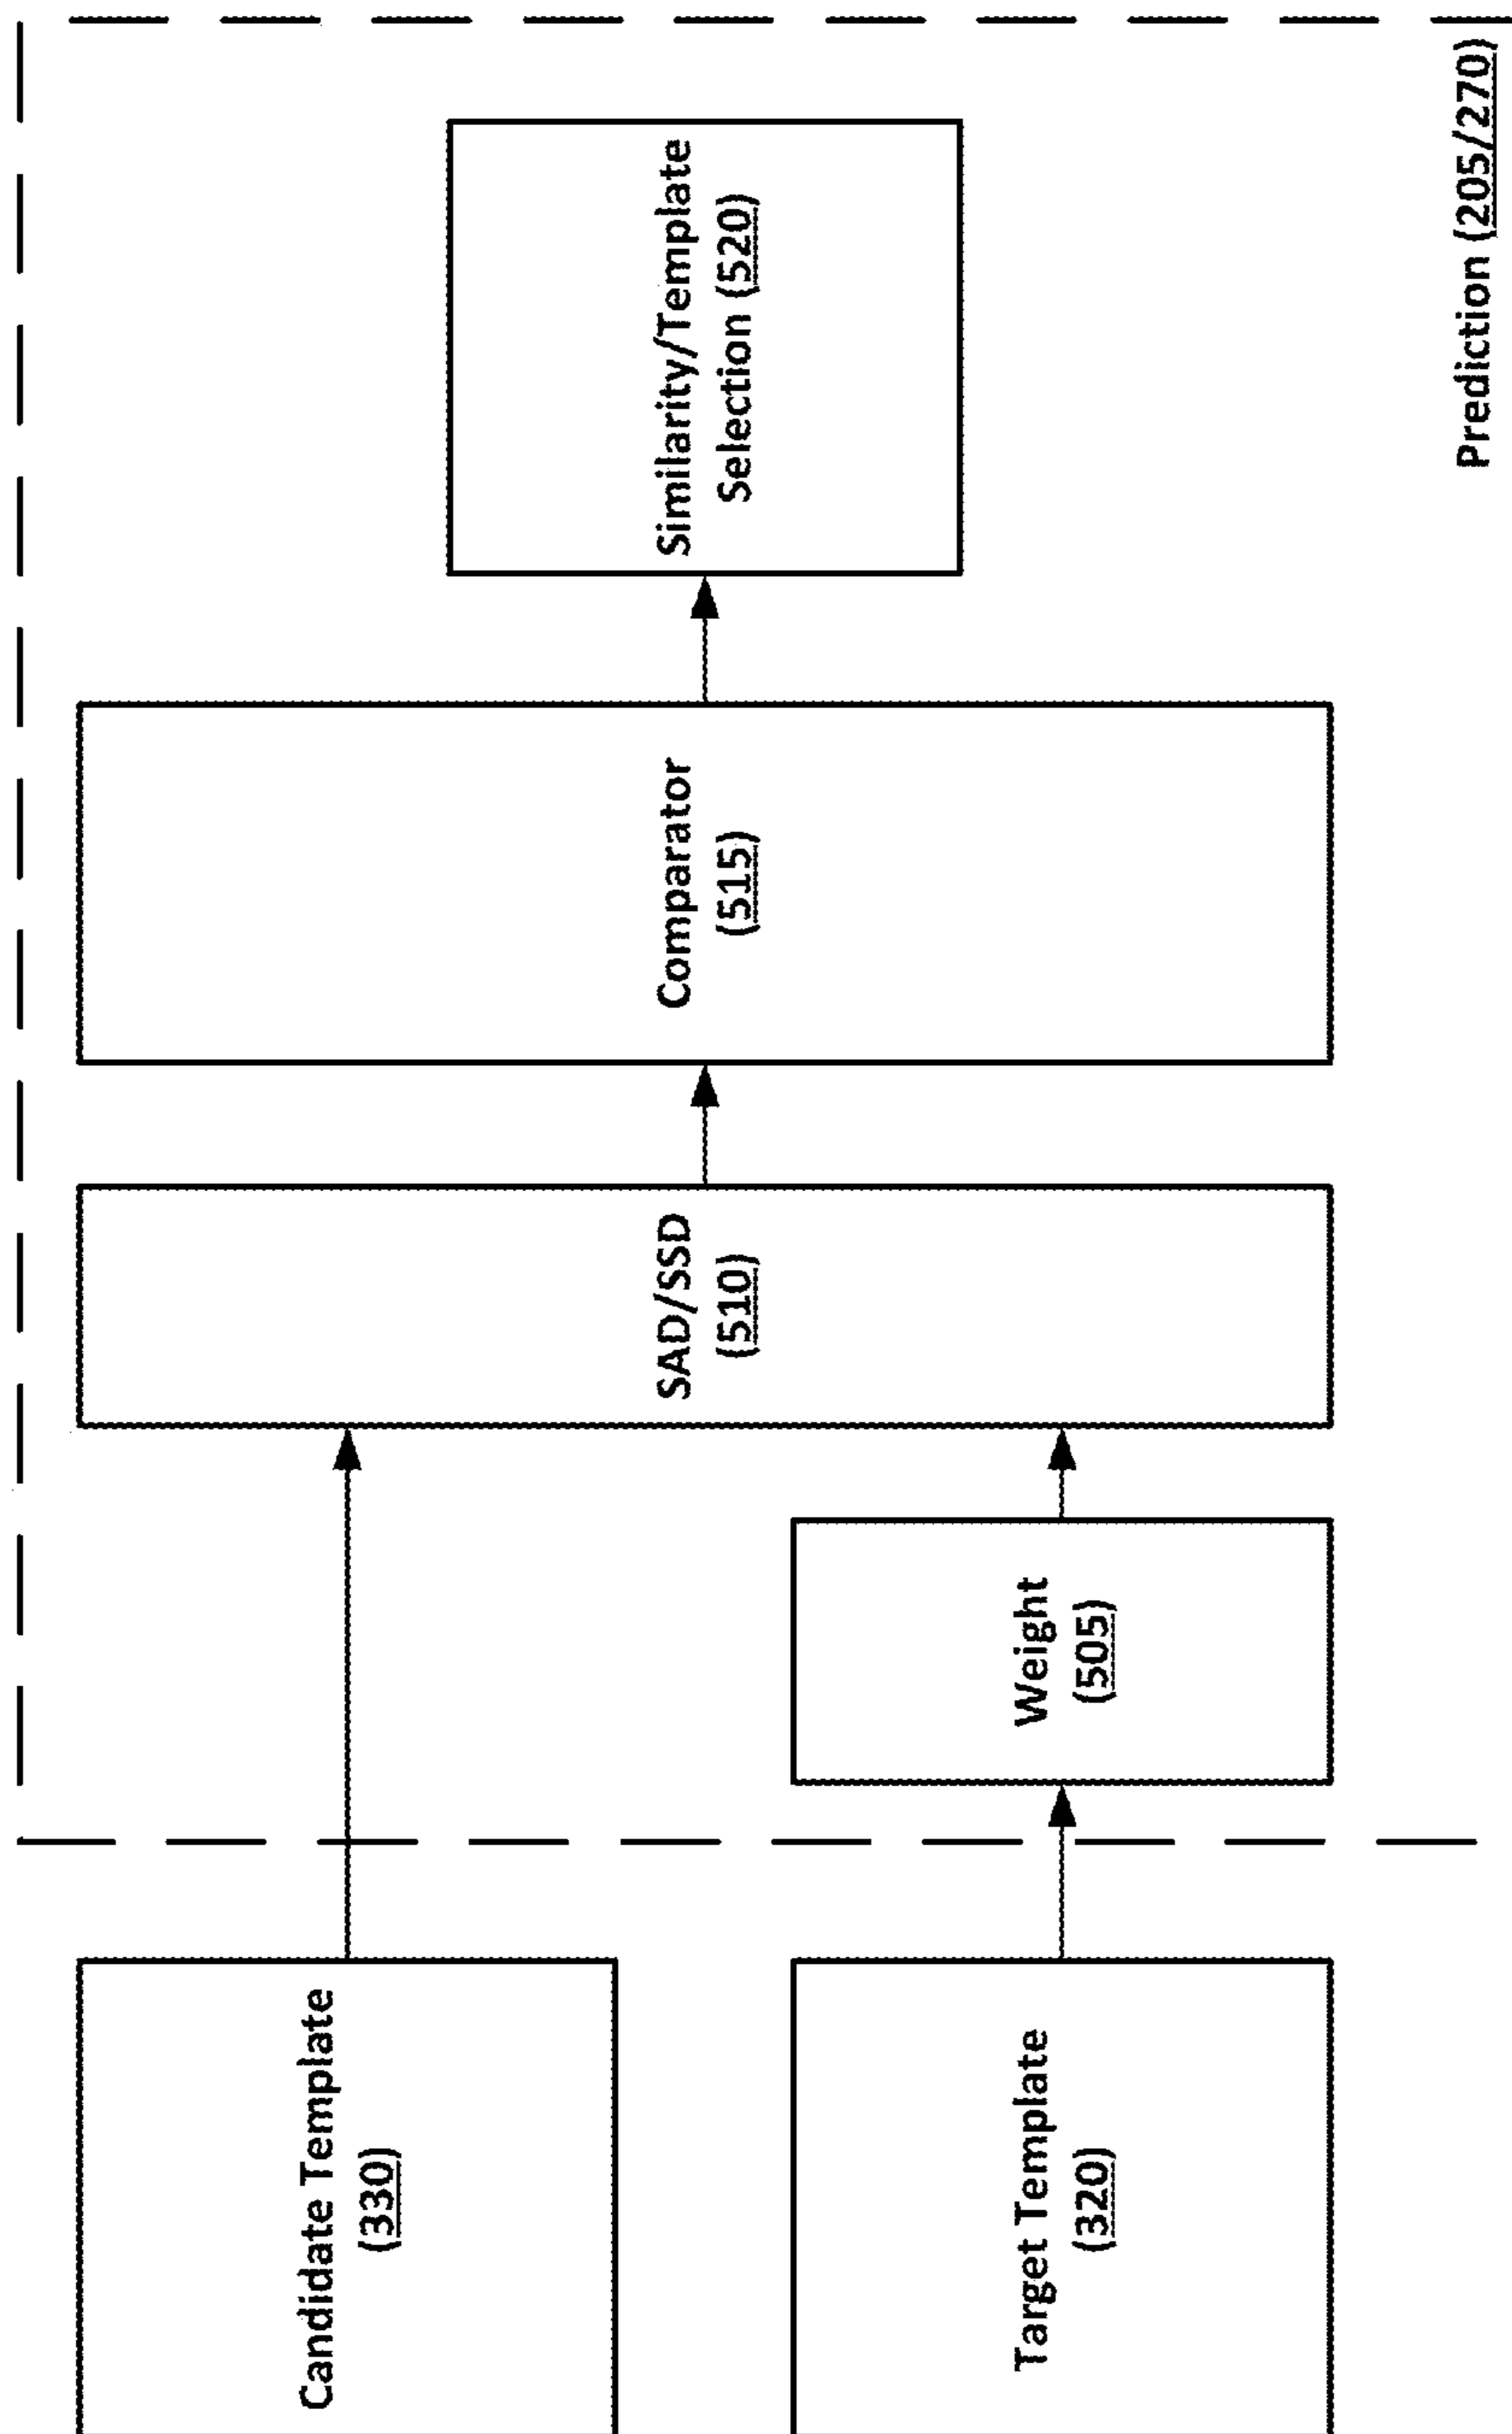 Candidate Template
(330)
Target Template
(320)
Weight
(505)
SAD/SSD
(510)
Comparator
(515)
Similarity/Template
Selection (520)
Prediction (205/270)